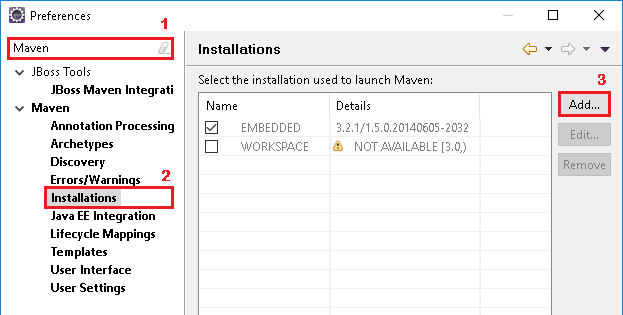 Preferences
1
Maven
JBoss Tools
JBoss Maven Integrati
Maven
Annotation Processing
Archetypes
Discovery
Errors/Warnings
2
Installations
Java EE Integration
Lifecycle Mappings
Templates
User Interface
User Settings
Installations
Select the installation used to launch Maven:
3
Name Details
EMBEDDED 3.2.1/1.5.0.20140605-2032
WORKSPACE NOT AVAILABLE [3.0,)
Add...
Edit...
Remove